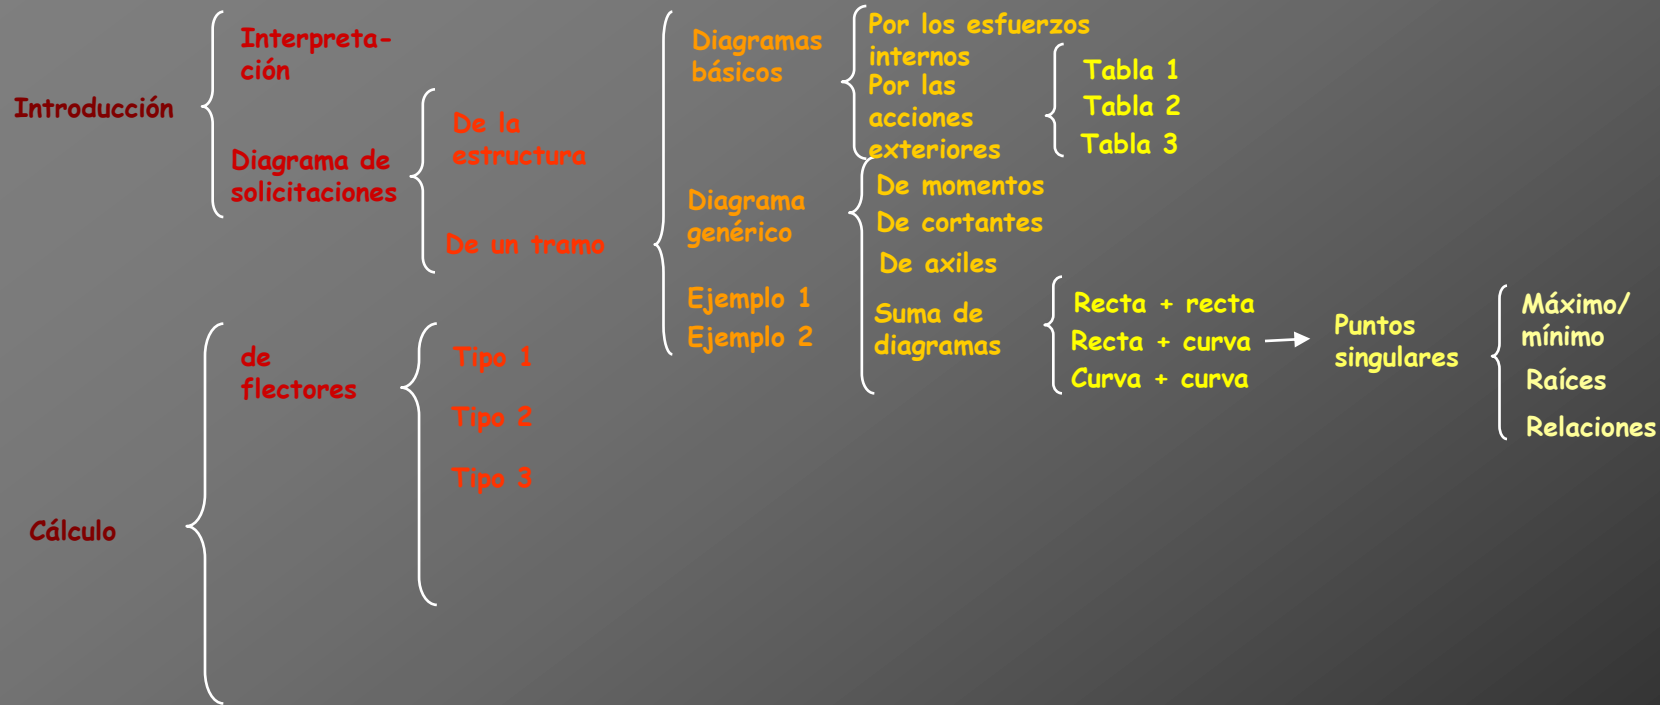 Introducción
Interpreta-
ción
Diagrama de
solicitaciones
De la
estructura
De un tramo
Diagramas
básicos
Por los esfuerzos
internos
Por las
acciones
exteriores
Tabla 1
Tabla 2
Tabla 3
Diagrama
genérico
De momentos
De cortantes
De axiles
Suma de
diagramas
Recta + recta
Recta + curva
Curva + curva
Puntos
singulares
Máximo/
mínimo
Raíces
Relaciones
Ejemplo 1
Ejemplo 2
Cálculo
de
flectores
Tipo 1
Tipo 2
Tipo 3